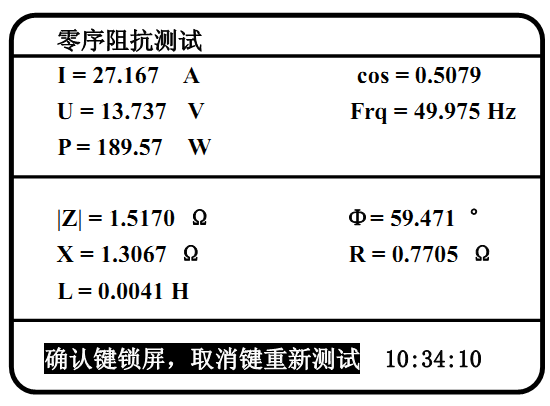 零序阻抗测试
I = 27.167 A cos = 0.5079
U = 13.737 V Frq = 49.975 Hz
P = 189.57 W
|Z| = 1.5170 Ω Φ = 59.471 °
X = 1.3067 Ω R = 0.7705 Ω
L = 0.0041 H
确认键锁屏，取消键重新测试 10:34:10